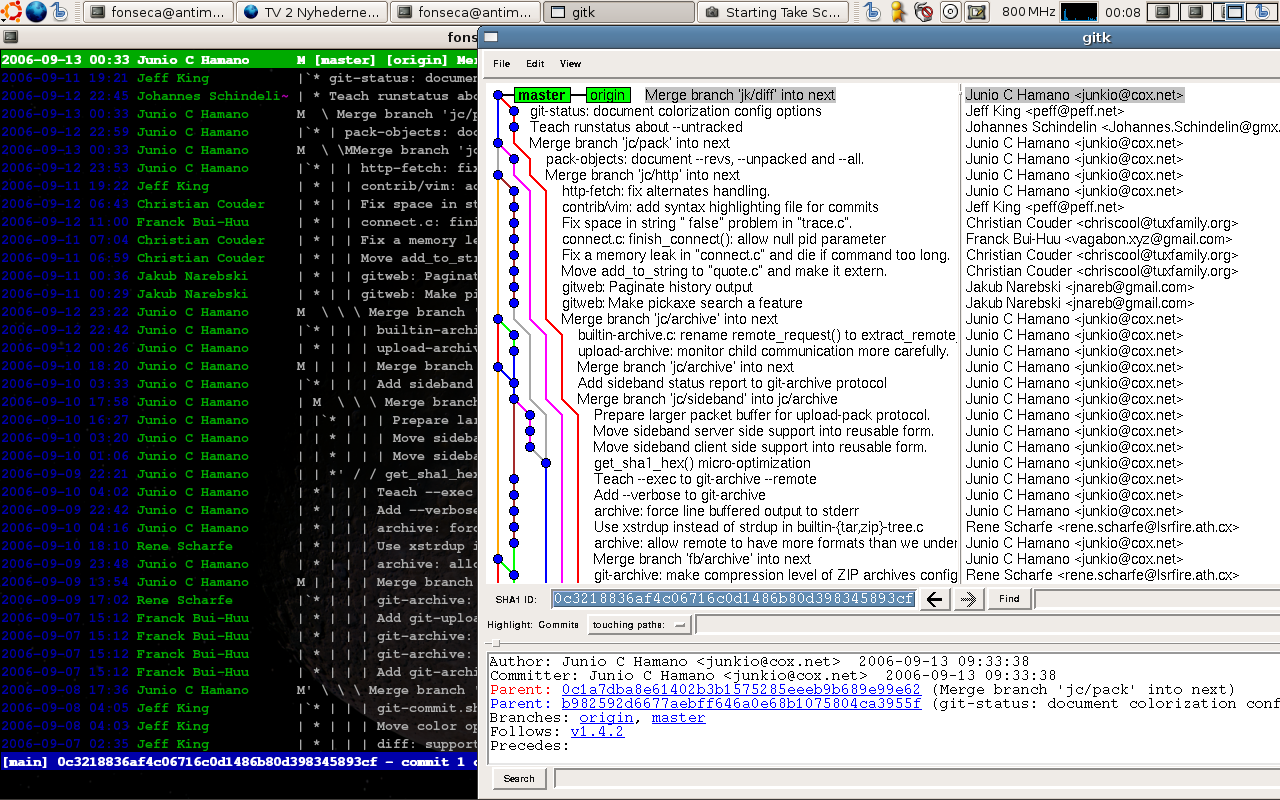 fonseca@antim...
TV 2 Nyhederne...
fonseca@antim...
gitk
Starting Take Sc...
800 MHz
00:08
fons
2006-09-13 00:33 Junio C Hamano M [master] [origin] Mer
2006-09-11 19:21 Jeff King |`* git-status: documen
2006-09-12 22:45 Johannes Schindeli~ | * Teach runstatus abo
2006-09-12 23:03 Junio C Hamano M \ Merge branch 'jc/p
2006-09-12 22:59 Junio C Hamano |`* | pack-objects: doc
2006-09-12 23:03 Junio C Hamano M \ \MMerge branch 'jc
2006-09-12 23:53 Junio C Hamano |`* | | http-fetch: fix
2006-09-11 19:22 Jeff King | * | | contrib/vim: ad
2006-09-12 06:43 Christian Couder | * | | Fix space in st
2006-09-12 11:00 Franck Bui-Huu | * | | connect.c: fini
2006-09-11 07:04 Christian Couder | * | | Fix a memory le
2006-09-11 06:59 Christian Couder | * | | Move add_to_str
2006-09-11 00:36 Jakub Narebski | * | | gitweb: Paginat
2006-09-11 00:29 Jakub Narebski | * | | gitweb: Make pi
2006-09-12 23:22 Junio C Hamano M \ \ \ Merge branch '
2006-09-12 22:42 Junio C Hamano |`* | | | builtin-archi
2006-09-12 00:26 Junio C Hamano | * | | | upload-archiv
2006-09-10 18:20 Junio C Hamano M | | | | Merge branch
2006-09-10 03:33 Junio C Hamano |`* | | | Add sideband
2006-09-10 17:58 Junio C Hamano | M \ \ \ Merge branch
2006-09-10 16:27 Junio C Hamano | |`* | | | Prepare lar
2006-09-10 03:20 Junio C Hamano | | * | | | Move sideba
2006-09-10 01:06 Junio C Hamano | | * | | | Move sideba
2006-09-09 22:21 Junio C Hamano | | *' / / get_sha1_hex
2006-09-10 04:02 Junio C Hamano | * | | | Teach --exec
2006-09-09 22:42 Junio C Hamano | * | | | Add --verbose
2006-09-10 04:16 Junio C Hamano | * | | | archive: forc
2006-09-10 18:10 Rene Scharfe | * | | | Use xstrdup i
2006-09-09 23:48 Junio C Hamano | * | | | archive: allo
2006-09-09 13:54 Junio C Hamano M | | | | Merge branch
2006-09-09 17:02 Rene Scharfe |`* | | | git-archive:
2006-09-07 15:12 Franck Bui-Huu | * | | | Add git-uploa
2006-09-07 15:12 Franck Bui-Huu | * | | | git-archive:
2006-09-07 15:12 Franck Bui-Huu | * | | | git-archive:
2006-09-07 15:12 Franck Bui-Huu | * | | | Add git-archi
2006-09-08 17:36 Junio C Hamano M' \ \ \ Merge branch '
2006-09-08 04:05 Jeff King | * | | | git-commit.sh
2006-09-08 04:03 Jeff King | * | | | Move color op
2006-09-07 02:35 Jeff King | * | | | diff: support
[main] 0c3218836af4c06716c0d1486b80d398345893cf - commit 1 o
gitk
File Edit View
master origin Merge branch 'jk/diff' into next Junio C Hamano <junkio@cox.net>
git-status: document colorization config options Jeff King <peff@peff.net>
Teach runstatus about --untracked Johannes Schindelin <Johannes.Schindelin@gmx.
Merge branch 'jc/pack' into next Junio C Hamano <junkio@cox.net>
pack-objects: document --revs, --unpacked and --all. Junio C Hamano <junkio@cox.net>
Merge branch 'jc/http' into next Junio C Hamano <junkio@cox.net>
http-fetch: fix alternates handling. Junio C Hamano <junkio@cox.net>
contrib/vim: add syntax highlighting file for commits Jeff King <peff@peff.net>
Fix space in string " false" problem in "trace.c". Christian Couder <chriscool@tuxfamily.org>
connect.c: finish_connect(): allow null pid parameter Franck Bui-Huu <vagabon.xyz@gmail.com>
Fix a memory leak in "connect.c" and die if command too long. Christian Couder <chriscool@tuxfamily.org>
Move add_to_string to "quote.c" and make it extern. Christian Couder <chriscool@tuxfamily.org>
gitweb: Paginate history output Jakub Narebski <jnareb@gmail.com>
gitweb: Make pickaxe search a feature Jakub Narebski <jnareb@gmail.com>
Merge branch 'jc/archive' into next Junio C Hamano <junkio@cox.net>
builtin-archive.c: rename remote_request() to extract_remote_ Junio C Hamano <junkio@cox.net>
upload-archive: monitor child communication more carefully. Junio C Hamano <junkio@cox.net>
Merge branch 'jc/archive' into next Junio C Hamano <junkio@cox.net>
Add sideband status report to git-archive protocol Junio C Hamano <junkio@cox.net>
Merge branch 'jc/sideband' into jc/archive Junio C Hamano <junkio@cox.net>
Prepare larger packet buffer for upload-pack protocol. Junio C Hamano <junkio@cox.net>
Move sideband server side support into reusable form. Junio C Hamano <junkio@cox.net>
Move sideband client side support into reusable form. Junio C Hamano <junkio@cox.net>
get_sha1_hex() micro-optimization Junio C Hamano <junkio@cox.net>
Teach --exec to git-archive --remote Junio C Hamano <junkio@cox.net>
Add --verbose to git-archive Junio C Hamano <junkio@cox.net>
archive: force line buffered output to stderr Junio C Hamano <junkio@cox.net>
Use xstrdup instead of strdup in builtin-{tar,zip}-tree.c Rene Scharfe <rene.scharfe@lsrfire.ath.cx>
archive: allow remote to have more formats than we under Junio C Hamano <junkio@cox.net>
Merge branch 'fb/archive' into next Junio C Hamano <junkio@cox.net>
git-archive: make compression level of ZIP archives config Rene Scharfe <rene.scharfe@lsrfire.ath.cx>
SHA1 ID: 0c3218836af4c06716c0d1486b80d398345893cf Find
Highlight: Commits touching paths:
Author: Junio C Hamano <junkio@cox.net> 2006-09-13 09:33:38
Committer: Junio C Hamano <junkio@cox.net> 2006-09-13 09:33:38
Parent: 0c1a7dba8e61402b3b1575285eeeb9b689e99e62 (Merge branch 'jc/pack' into next)
Parent: b982592d6677aebff646a0e68b1075804ca3955f (git-status: document colorization conf
Branches: origin, master
Follows: v1.4.2
Precedes:
Search